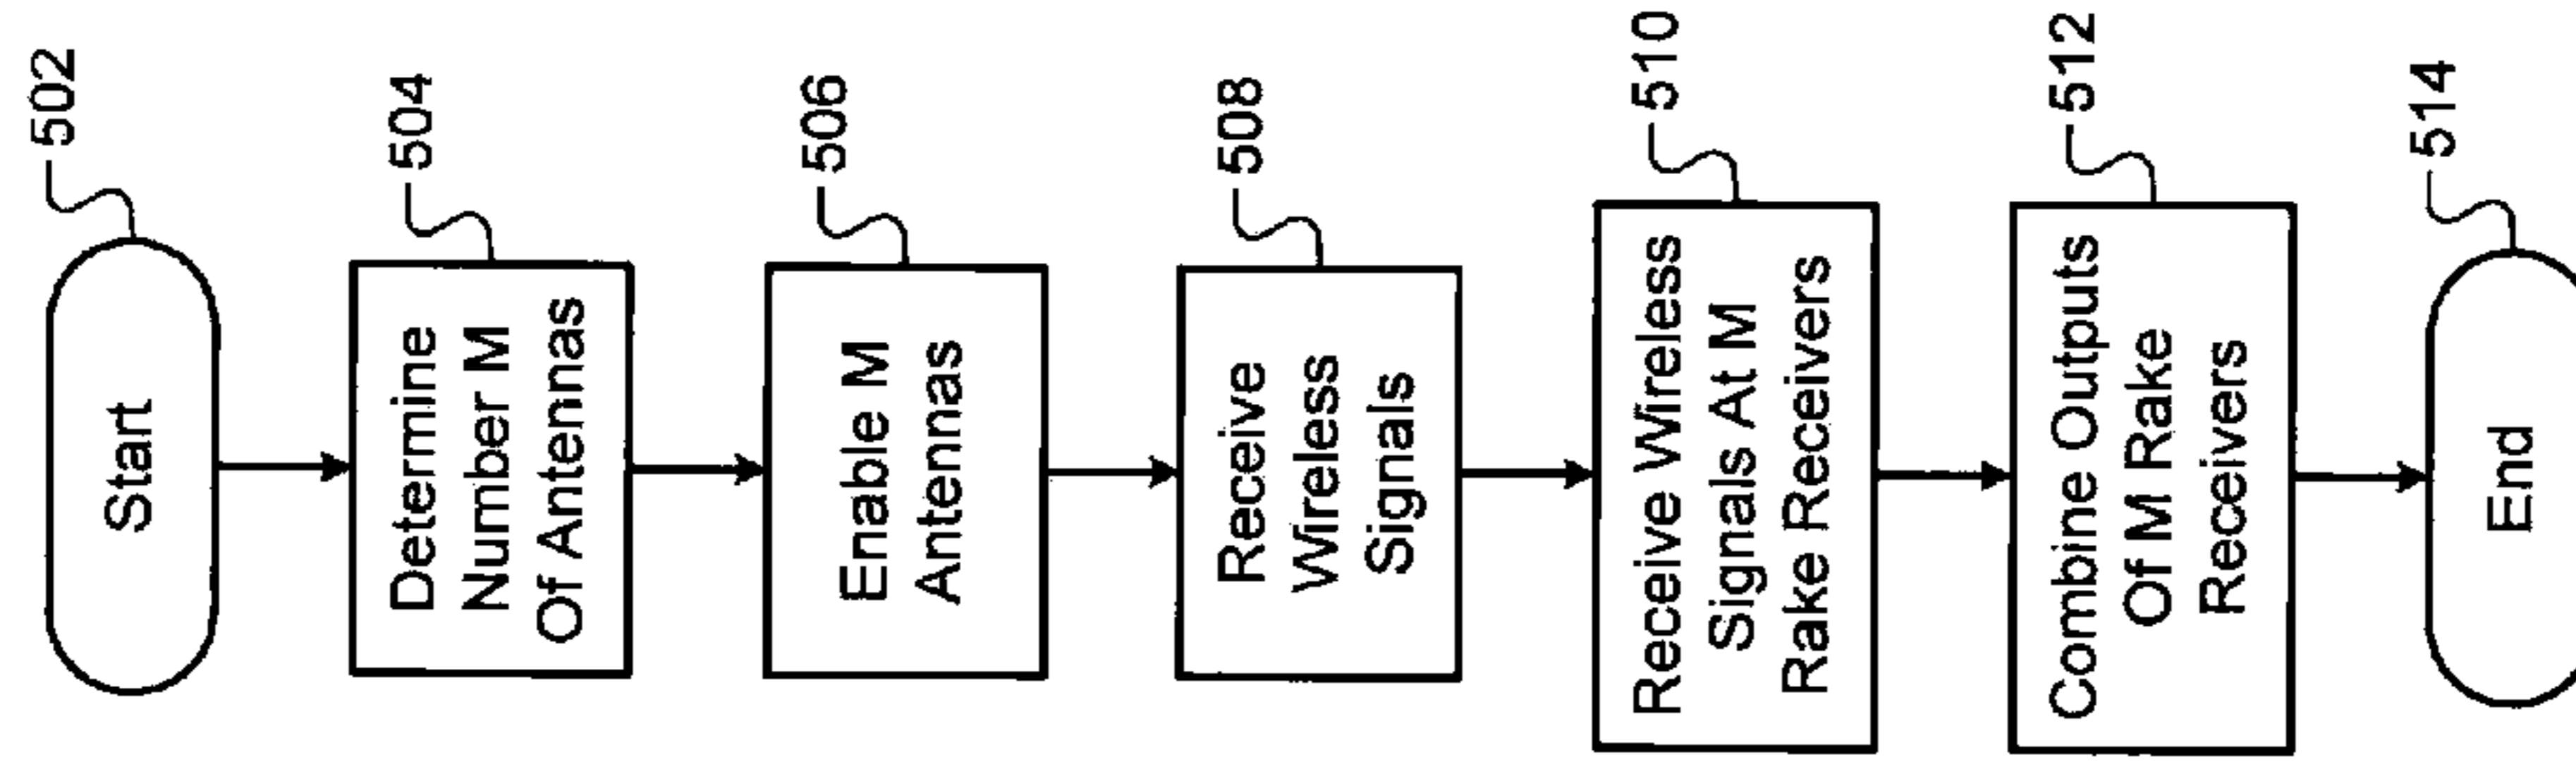 Start
502
Determine
Number M
Of Antennas
504
Enable M
Antennas
506
Receive
Wireless
Signals
508
Receive Wireless
Signals At M
Rake Receivers
510
Combine Outputs
Of M Rake
Receivers
512
End
514